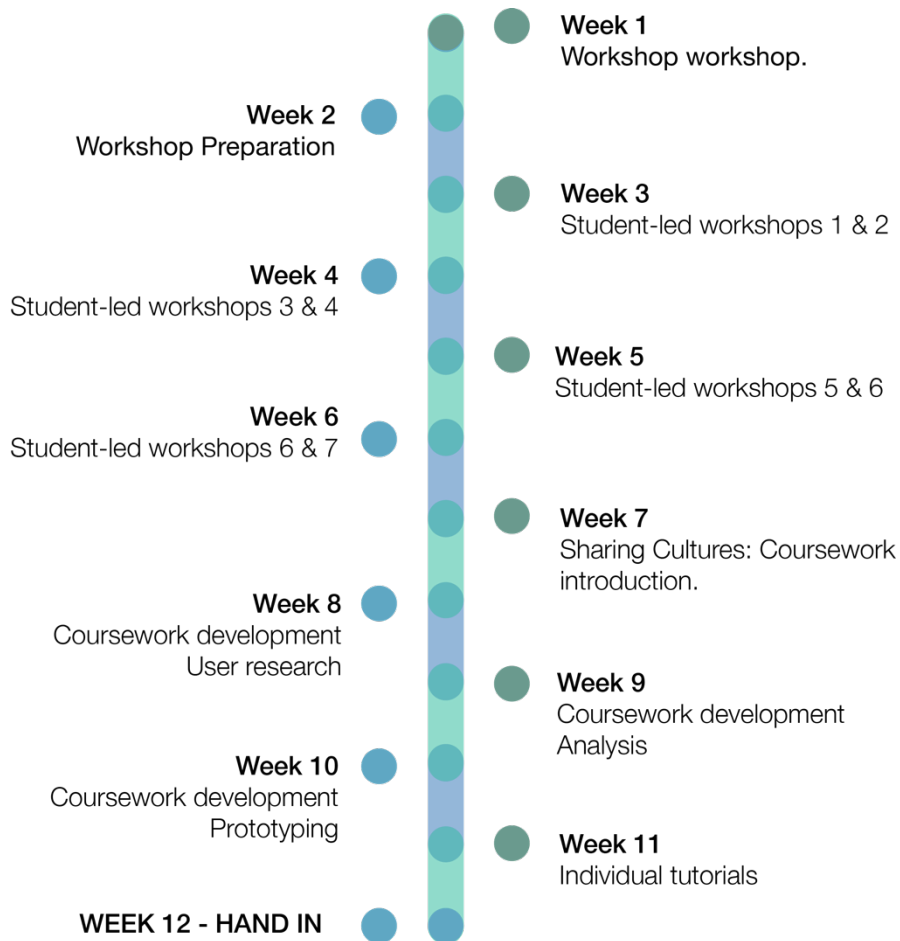 Week 1
Workshop workshop.
Week 2
Workshop Preparation
Week 3
Student-led workshops 1 & 2
Week 4
Student-led workshops 3 & 4
Week 5
Student-led workshops 5 & 6
Week 6
Student-led workshops 6 & 7
Week 7
Sharing Cultures: Coursework
introduction.
Week 8
Coursework development
User research
Week 9
Coursework development
Analysis
Week 10
Coursework development
Prototyping
Week 11
Individual tutorials
WEEK 12 - HAND IN